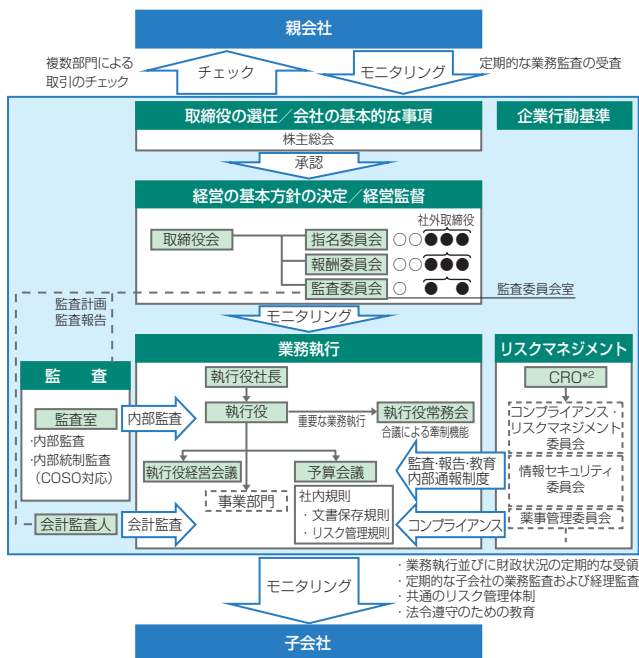 親会社
複数部門による
取引のチェック
チェック
モニタリング
定期的な業務監査の受査
取締役の選任／会社の基本的な事項
企業行動基準
株主総会
承認
経営の基本方針の決定／経営監督
社外取締役
取締役会
指名委員会 ○○●●●
報酬委員会 ○○●●●
監査委員会 ○ ● ●
監査委員会室
監査計画
監査報告
モニタリング
業務執行
リスクマネジメント
執行役社長
CRO*2
監 査
監査室
・内部監査
・内部統制監査
（COSO対応）
内部監査
執行役
重要な業務執行
執行役常務会
合議による牽制機能
コンプライアンス・
リスクマネジメント
委員会
執行役経営会議
予算会議
監査・報告・教育
内部通報制度
情報セキュリティ
委員会
事業部門
社内規則
・文書保存規則
・リスク管理規則
会計監査人
会計監査
コンプライアンス
薬事管理委員会
モニタリング
・業務執行並びに財政状況の定期的な受領
・定期的な子会社の業務監査および経理監査
・共通のリスク管理体制
・法令遵守のための教育
子会社